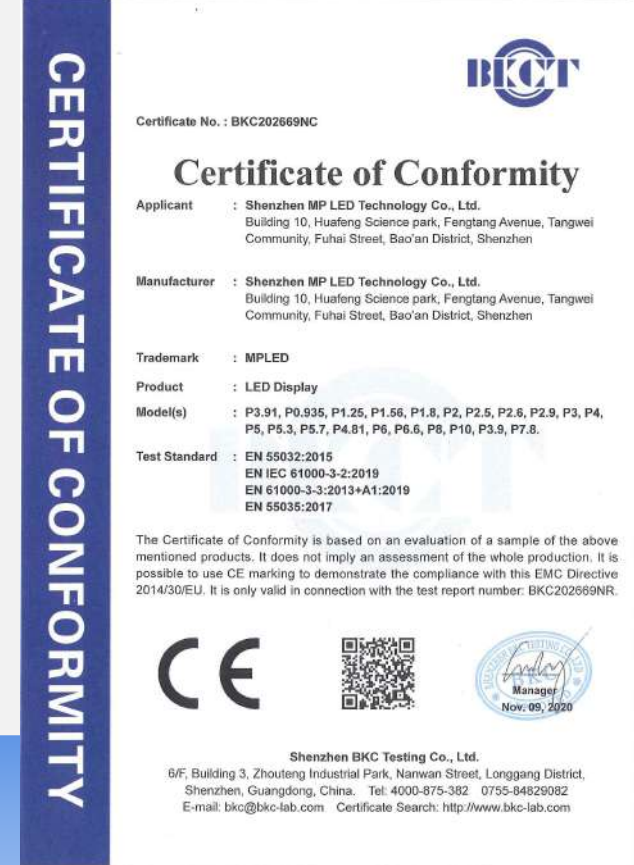 CERTIFICATE OF CONFORMITY
BKCT
Certificate No. : BKC202669NC
Certificate of Conformity
Applicant : Shenzhen MP LED Technology Co., Ltd.
Building 10, Huafeng Science park, Fengtang Avenue, Tangwei
Community, Fuhai Street, Bao'an District, Shenzhen
Manufacturer : Shenzhen MP LED Technology Co., Ltd.
Building 10, Huafeng Science park, Fengtang Avenue, Tangwei
Community, Fuhai Street, Bao'an District, Shenzhen
Trademark : MPLED
Product : LED Display
Model(s) : P3.91, P0.935, P1.25, P1.56, P1.8, P2, P2.5, P2.6, P2.9, P3, P4,
P5, P5.3, P5.7, P4.81, P6, P6.6, P8, P10, P3.9, P7.8.
Test Standard : EN 55032:2015
EN IEC 61000-3-2:2019
EN 61000-3-3:2013+A1:2019
EN 55035:2017
The Certificate of Conformity is based on an evaluation of a sample of the above
mentioned products. It does not imply an assessment of the whole production. It is
possible to use CE marking to demonstrate the compliance with this EMC Directive
2014/30/EU. It is only valid in connection with the test report number: BKC202669NR.
CE
Manager
Nov. 09, 2020
Shenzhen BKC Testing Co., Ltd.
6/F, Building 3, Zhouteng Industrial Park, Nanwan Street, Longgang District,
Shenzhen, Guangdong, China. Tel: 4000-875-382 0755-84829082
E-mail: bkc@bkc-lab.com Certificate Search: http://www.bkc-lab.com